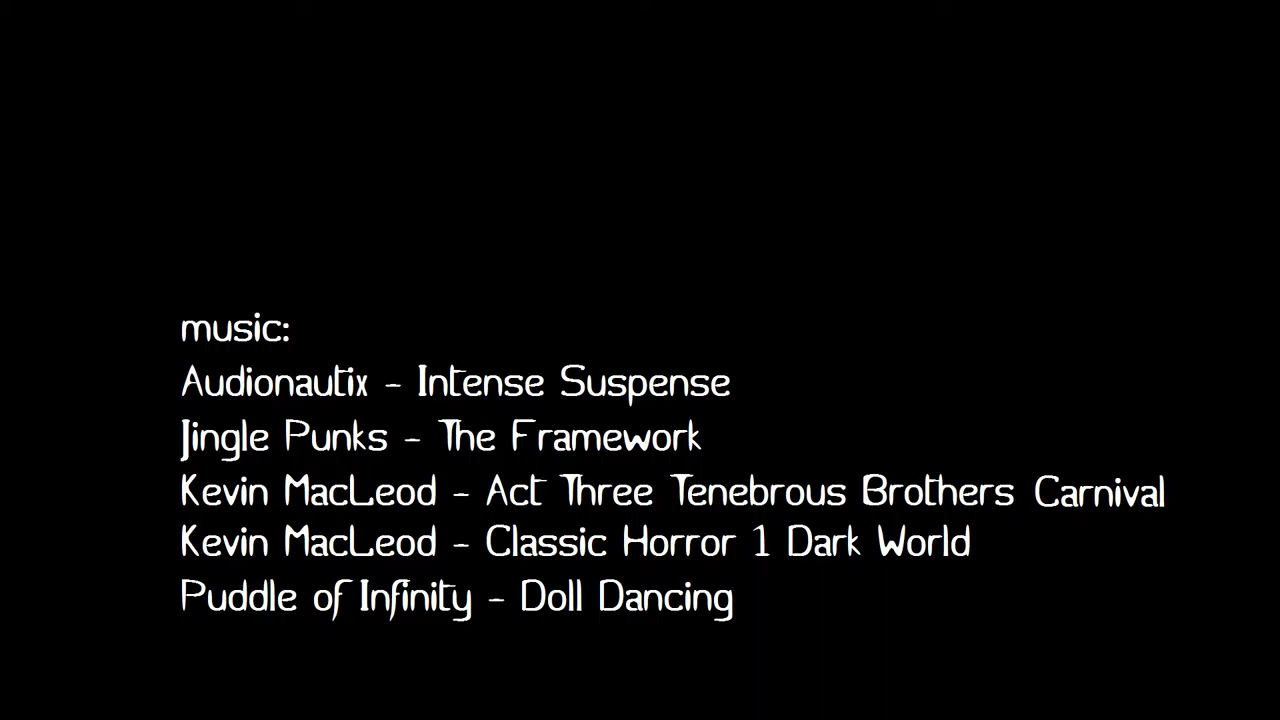 music:
Audionautix - Intense Suspense
Jingle Punks - The Framework
Kevin MacLeod - Act Three Tenebrous Brothers Carnival
Kevin MacLeod - Classic Horror 1 Dark World
Puddle of Infinity - Doll Dancing